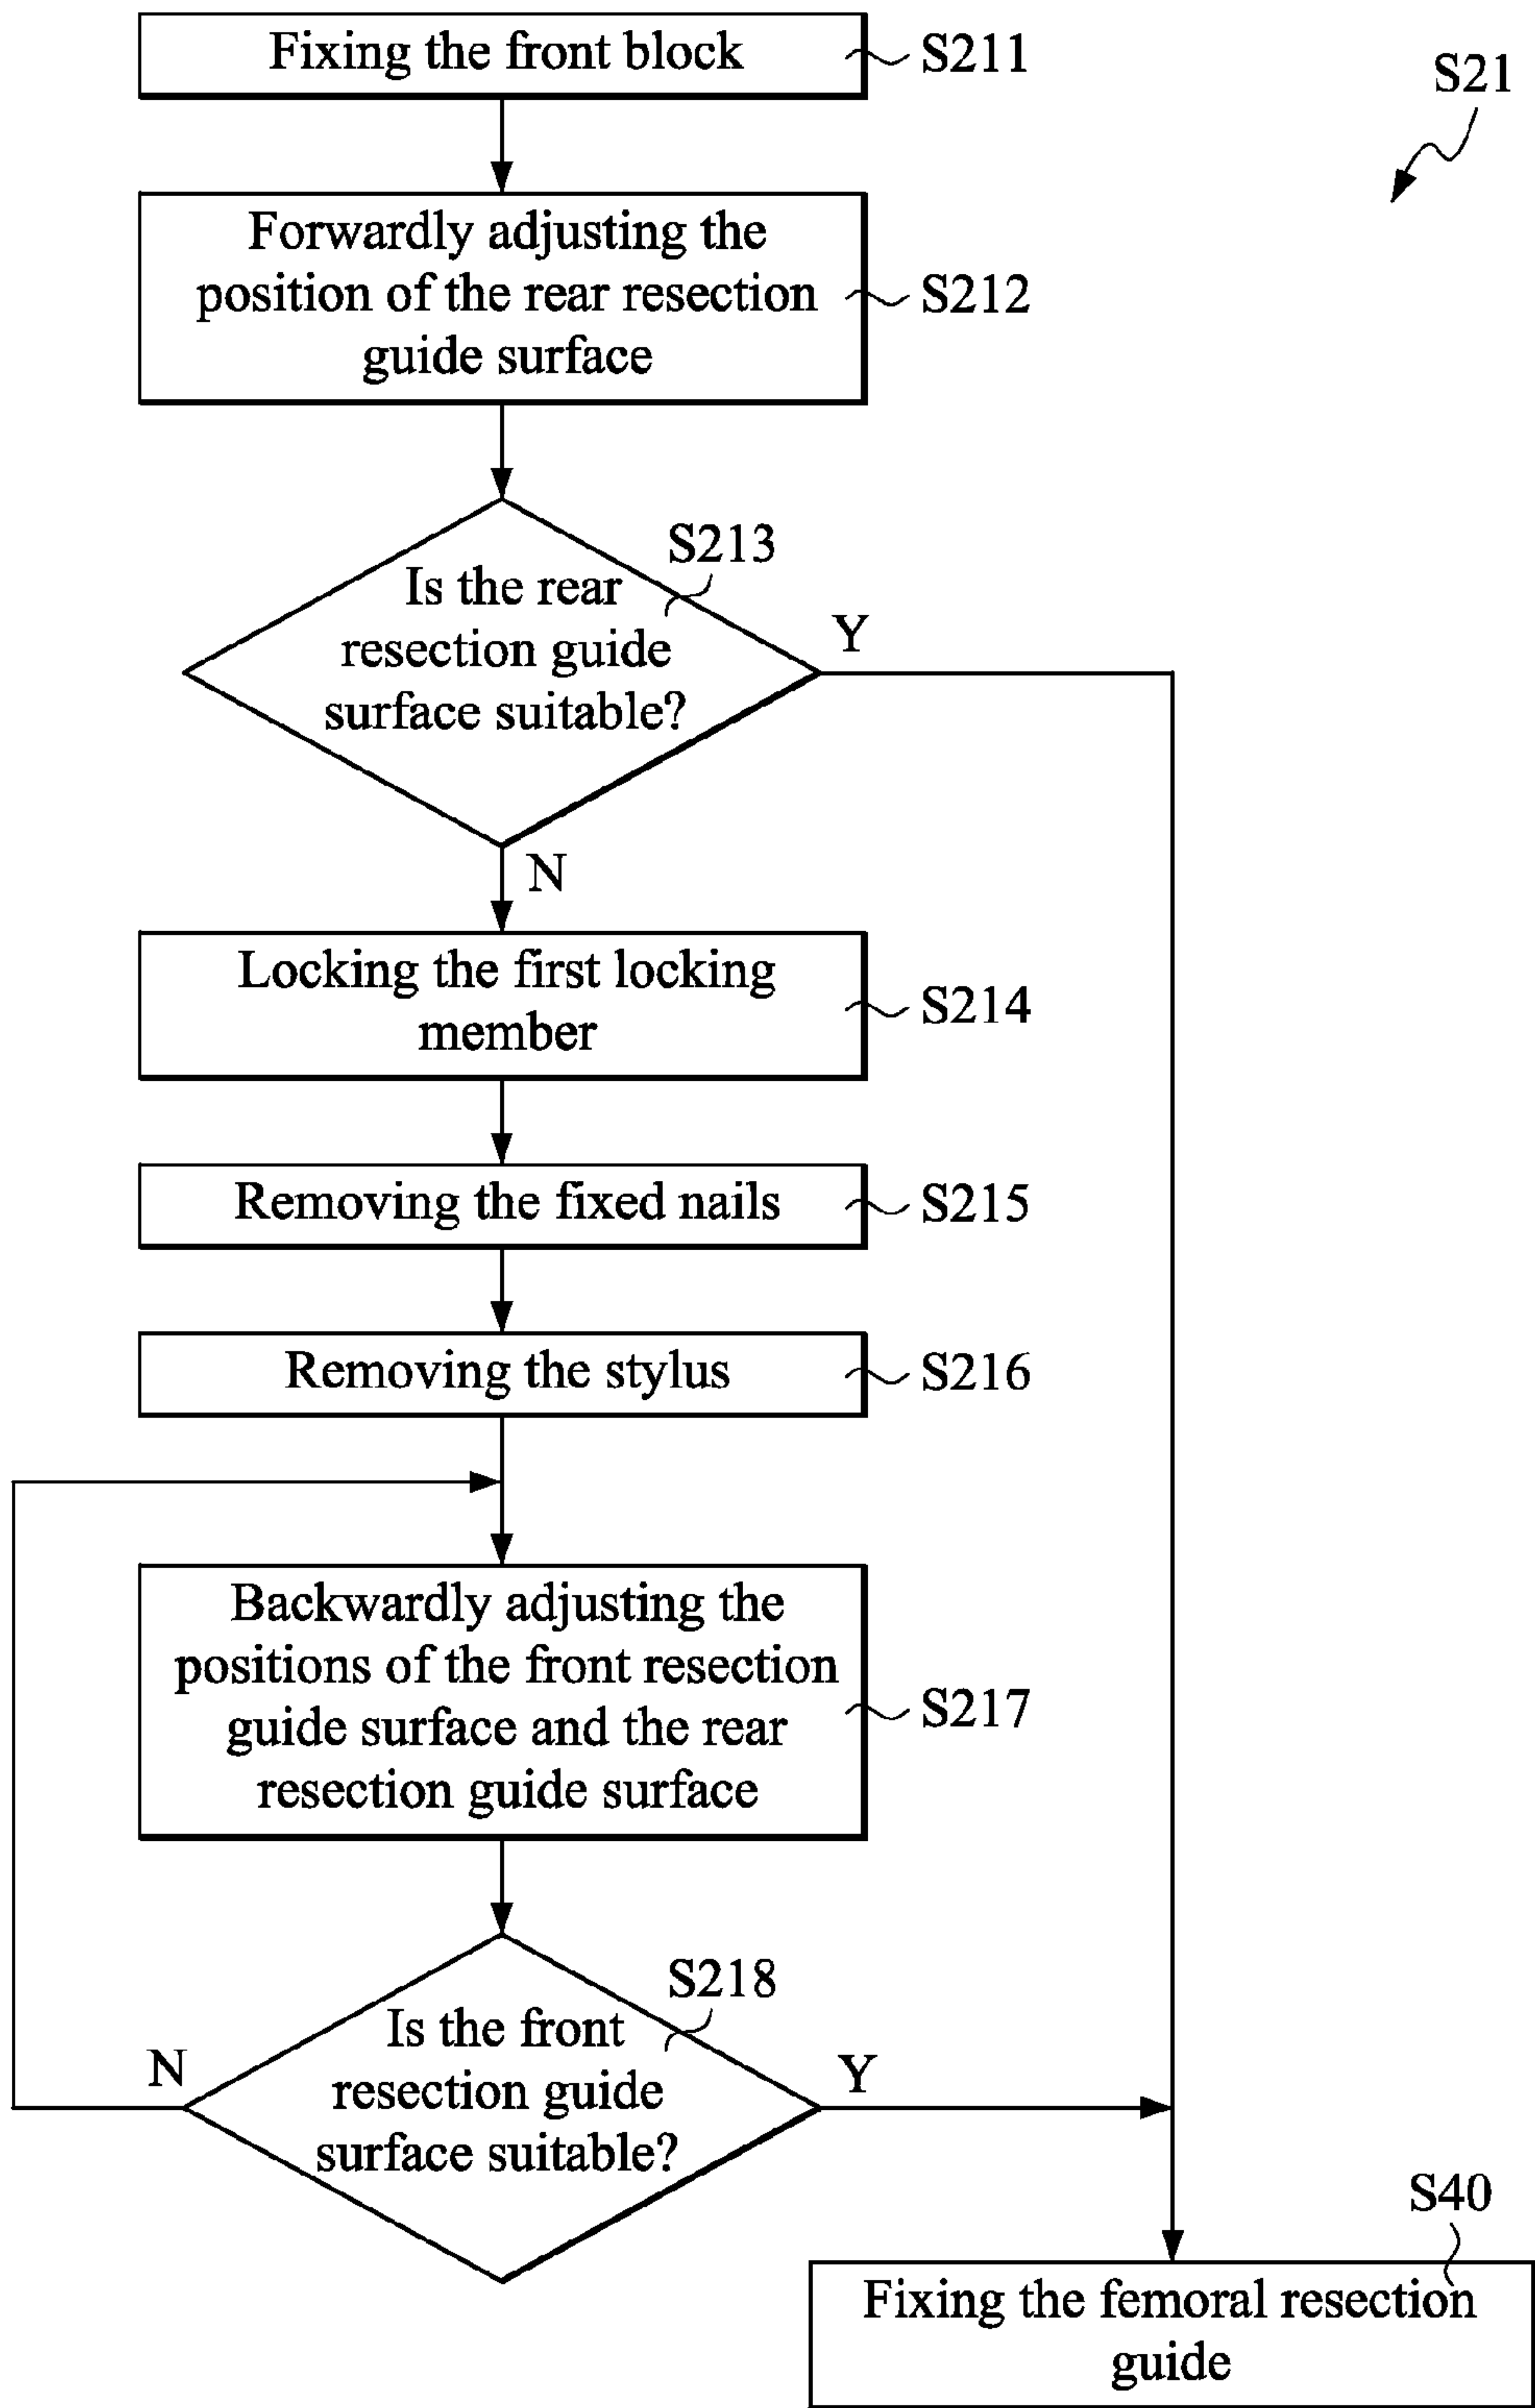 Fixing the front block
S211
S21
Forwardly adjusting the
position of the rear resection
guide surface
S212
S213
Is the rear
resection guide
surface suitable?
Y
N
Locking the first locking
member
S214
Removing the fixed nails
S215
Removing the stylus
S216
Backwardly adjusting the
positions of the front resection
guide surface and the rear
resection guide surface
S217
S218
Is the front
resection guide
surface suitable?
N
Y
S40
Fixing the femoral resection
guide